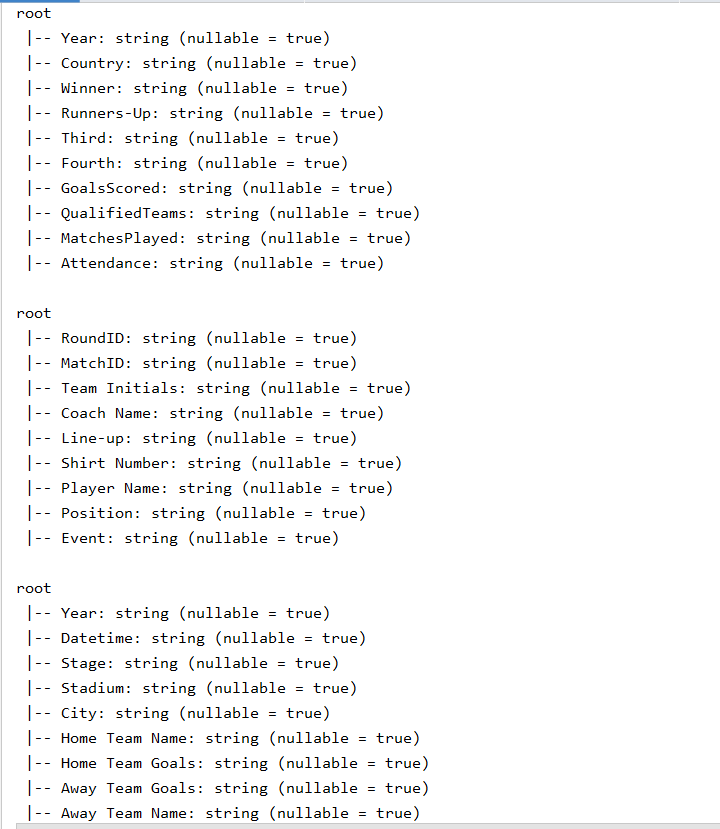 root
 |-- Year: string (nullable = true)
 |-- Country: string (nullable = true)
 |-- Winner: string (nullable = true)
 |-- Runners-Up: string (nullable = true)
 |-- Third: string (nullable = true)
 |-- Fourth: string (nullable = true)
 |-- GoalsScored: string (nullable = true)
 |-- QualifiedTeams: string (nullable = true)
 |-- MatchesPlayed: string (nullable = true)
 |-- Attendance: string (nullable = true)
root
 |-- RoundID: string (nullable = true)
 |-- MatchID: string (nullable = true)
 |-- Team Initials: string (nullable = true)
 |-- Coach Name: string (nullable = true)
 |-- Line-up: string (nullable = true)
 |-- Shirt Number: string (nullable = true)
 |-- Player Name: string (nullable = true)
 |-- Position: string (nullable = true)
 |-- Event: string (nullable = true)
root
 |-- Year: string (nullable = true)
 |-- Datetime: string (nullable = true)
 |-- Stage: string (nullable = true)
 |-- Stadium: string (nullable = true)
 |-- City: string (nullable = true)
 |-- Home Team Name: string (nullable = true)
 |-- Home Team Goals: string (nullable = true)
 |-- Away Team Goals: string (nullable = true)
 |-- Away Team Name: string (nullable = true)